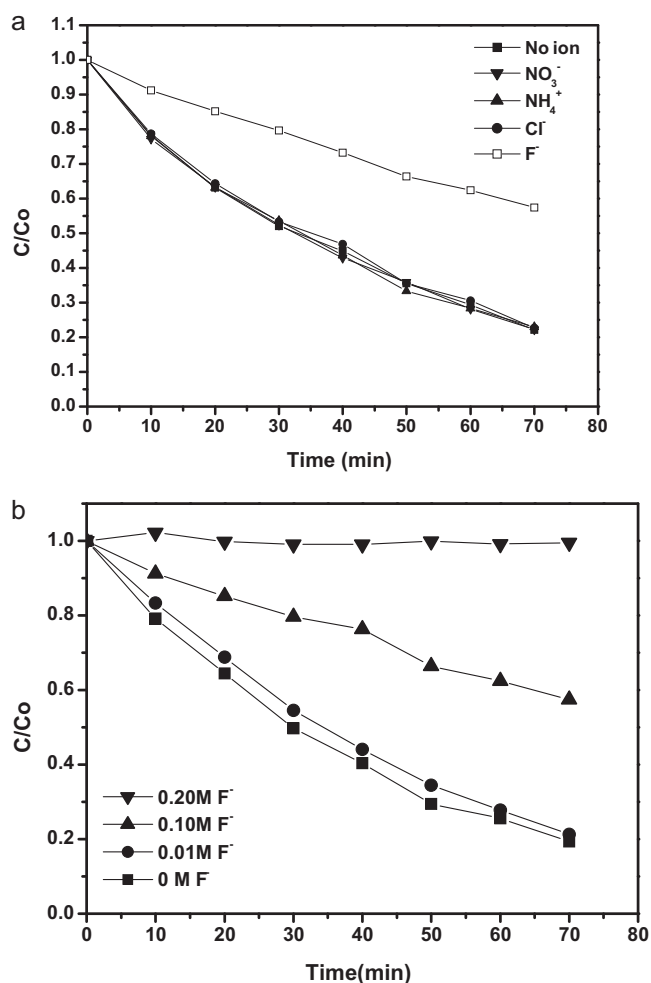 a
1.1
1.0
0.9
0.8
0.7
0.6
0.5
0.4
0.3
0.2
0.1
0.0
C/Co
No ion
NO₃⁻
NH₄⁺
Cl⁻
F⁻
0 10 20 30 40 50 60 70 80
Time (min)
b
1.0
0.8
0.6
0.4
0.2
0.0
C/Co
0.20M F⁻
0.10M F⁻
0.01M F⁻
0 M F
0 10 20 30 40 50 60 70 80
Time(min)